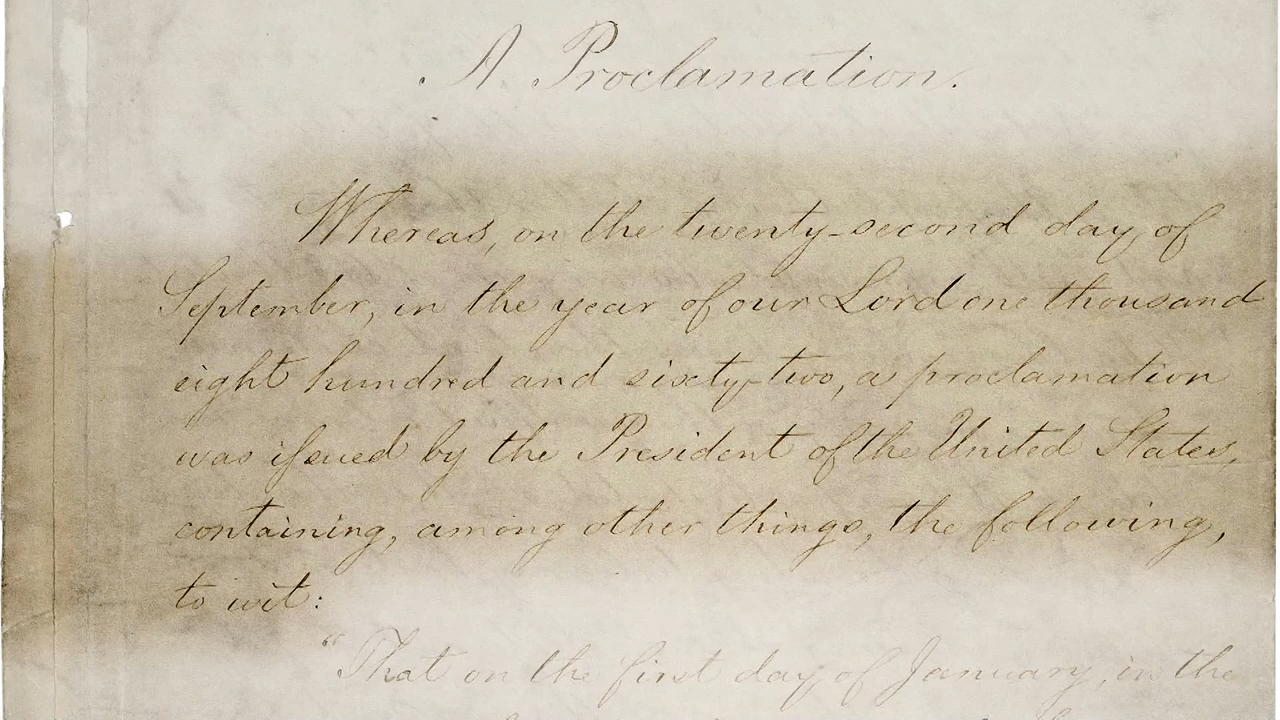 A Proclamation.
Whereas, on the twenty-second day of
September, in the year of our Lord one thousand
eight hundred and sixty-two, a proclamation
was issued by the President of the United States,
containing, among other things, the following,
to wit:
"That on the first day of January, in the